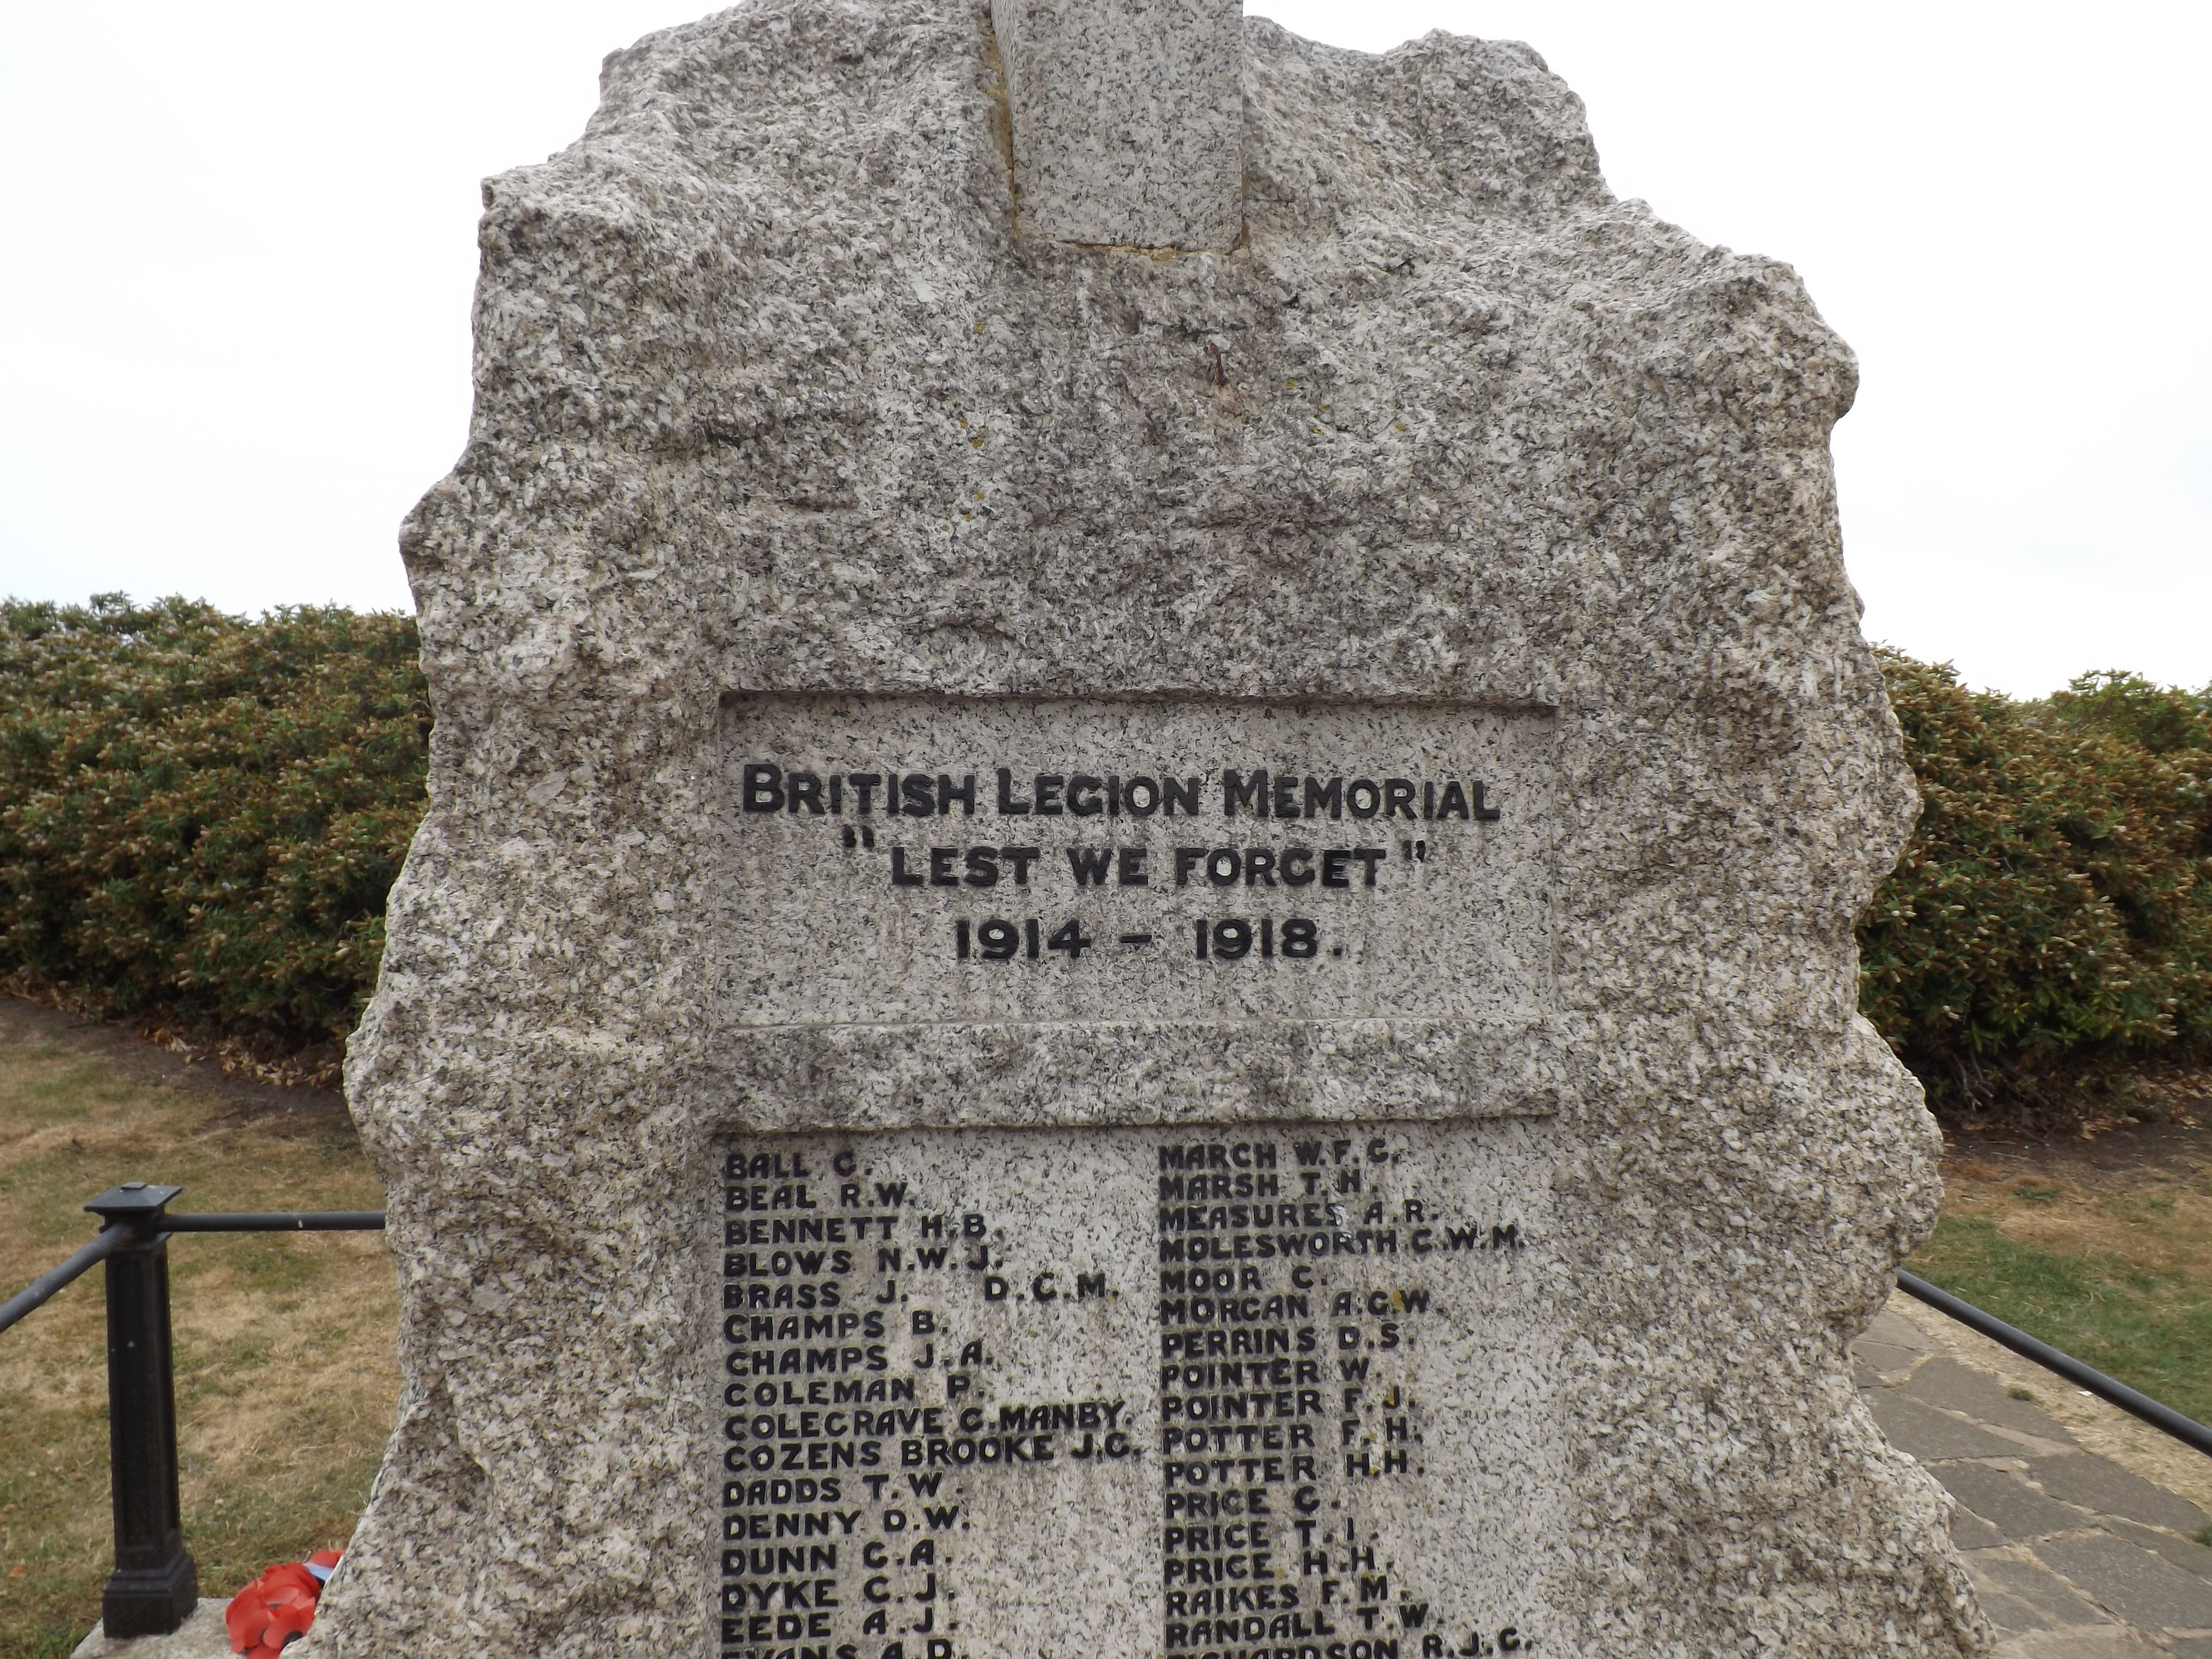 BRITISH LEGION MEMORIAL
"LEST WE FORGET"
1914 - 1918.
BALL C.
BEAL R.W.
BENNETT H.B.
BLOWS N.W.J.
BRASS J. D.C.M.
CHAMPS B.
CHAMPS J.A.
COLEMAN P.
COLEGRAVE C.MANBY.
COZENS BROOKE J.G.
DADDS T.W.
DENNY D.W.
DUNN C.A.
DYKE C.J.
EEDE A.J.
EVANS A.D.
MARCH W.F.C.
MARSH T.H.
MEASURES A.R.
MOLESWORTH C.W.M.
MOOR C.
MORGAN A.G.W.
PERRINS D.S.
POINTER W.
POINTER F.J.
POTTER F.H.
POTTER H.H.
PRICE G.
PRICE T.I.
PRICE H.H.
RAIKES F.M.
RANDALL T.W.
RICHARDSON R.J.C.